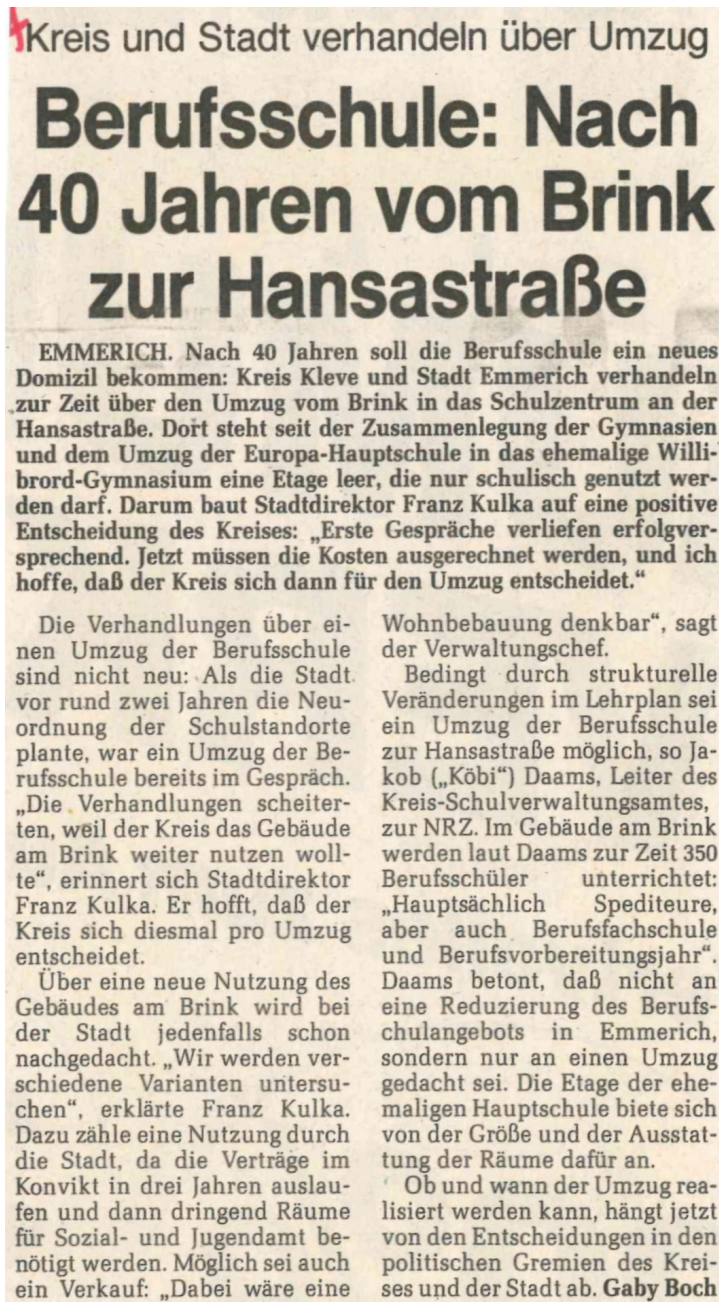 Kreis und Stadt verhandeln über Umzug
Berufsschule: Nach
40 Jahren vom Brink
zur Hansastraße
EMMERICH. Nach 40 Jahren soll die Berufsschule ein neues
Domizil bekommen: Kreis Kleve und Stadt Emmerich verhandeln
zur Zeit über den Umzug vom Brink in das Schulzentrum an der
Hansastraße. Dort steht seit der Zusammenlegung der Gymnasien
und dem Umzug der Europa-Hauptschule in das ehemalige Willi-
brord-Gymnasium eine Etage leer, die nur schulisch genutzt wer-
den darf. Darum baut Stadtdirektor Franz Kulka auf eine positive
Entscheidung des Kreises: „Erste Gespräche verliefen erfolgver-
sprechend. Jetzt müssen die Kosten ausgerechnet werden, und ich
hoffe, daß der Kreis sich dann für den Umzug entscheidet.“
Die Verhandlungen über ei-
nen Umzug der Berufsschule
sind nicht neu: Als die Stadt
vor rund zwei Jahren die Neu-
ordnung der Schulstandorte
plante, war ein Umzug der Be-
rufsschule bereits im Gespräch.
„Die Verhandlungen scheiter-
ten, weil der Kreis das Gebäude
am Brink weiter nutzen woll-
te“, erinnert sich Stadtdirektor
Franz Kulka. Er hofft, daß der
Kreis sich diesmal pro Umzug
entscheidet.
Über eine neue Nutzung des
Gebäudes am Brink wird bei
der Stadt jedenfalls schon
nachgedacht. „Wir werden ver-
schiedene Varianten untersu-
chen“, erklärte Franz Kulka.
Dazu zähle eine Nutzung durch
die Stadt, da die Verträge im
Konvikt in drei Jahren auslau-
fen und dann dringend Räume
für Sozial- und Jugendamt be-
nötigt werden. Möglich sei auch
ein Verkauf: „Dabei wäre eine
Wohnbebauung denkbar“, sagt
der Verwaltungschef.
Bedingt durch strukturelle
Veränderungen im Lehrplan sei
ein Umzug der Berufsschule
zur Hansastraße möglich, so Ja-
kob („Köbi“) Daams, Leiter des
Kreis-Schulverwaltungsamtes,
zur NRZ. Im Gebäude am Brink
werden laut Daams zur Zeit 350
Berufsschüler unterrichtet:
„Hauptsächlich Spediteure,
aber auch Berufsfachschule
und Berufsvorbereitungsjahr“.
Daams betont, daß nicht an
eine Reduzierung des Berufs-
chulangebots in Emmerich,
sondern nur an einen Umzug
gedacht sei. Die Etage der ehe-
maligen Hauptschule biete sich
von der Größe und der Ausstat-
tung der Räume dafür an.
Ob und wann der Umzug rea-
lisiert werden kann, hängt jetzt
von den Entscheidungen in den
politischen Gremien des Krei-
ses und der Stadt ab. Gaby Boch